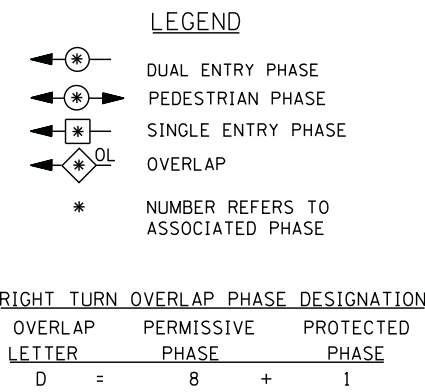 LEGEND
* DUAL ENTRY PHASE
* PEDESTRIAN PHASE
* SINGLE ENTRY PHASE
* OL OVERLAP
* NUMBER REFERS TO
ASSOCIATED PHASE
RIGHT TURN OVERLAP PHASE DESIGNATION
OVERLAP PERMISSIVE PROTECTED
LETTER PHASE PHASE
D = 8 + 1